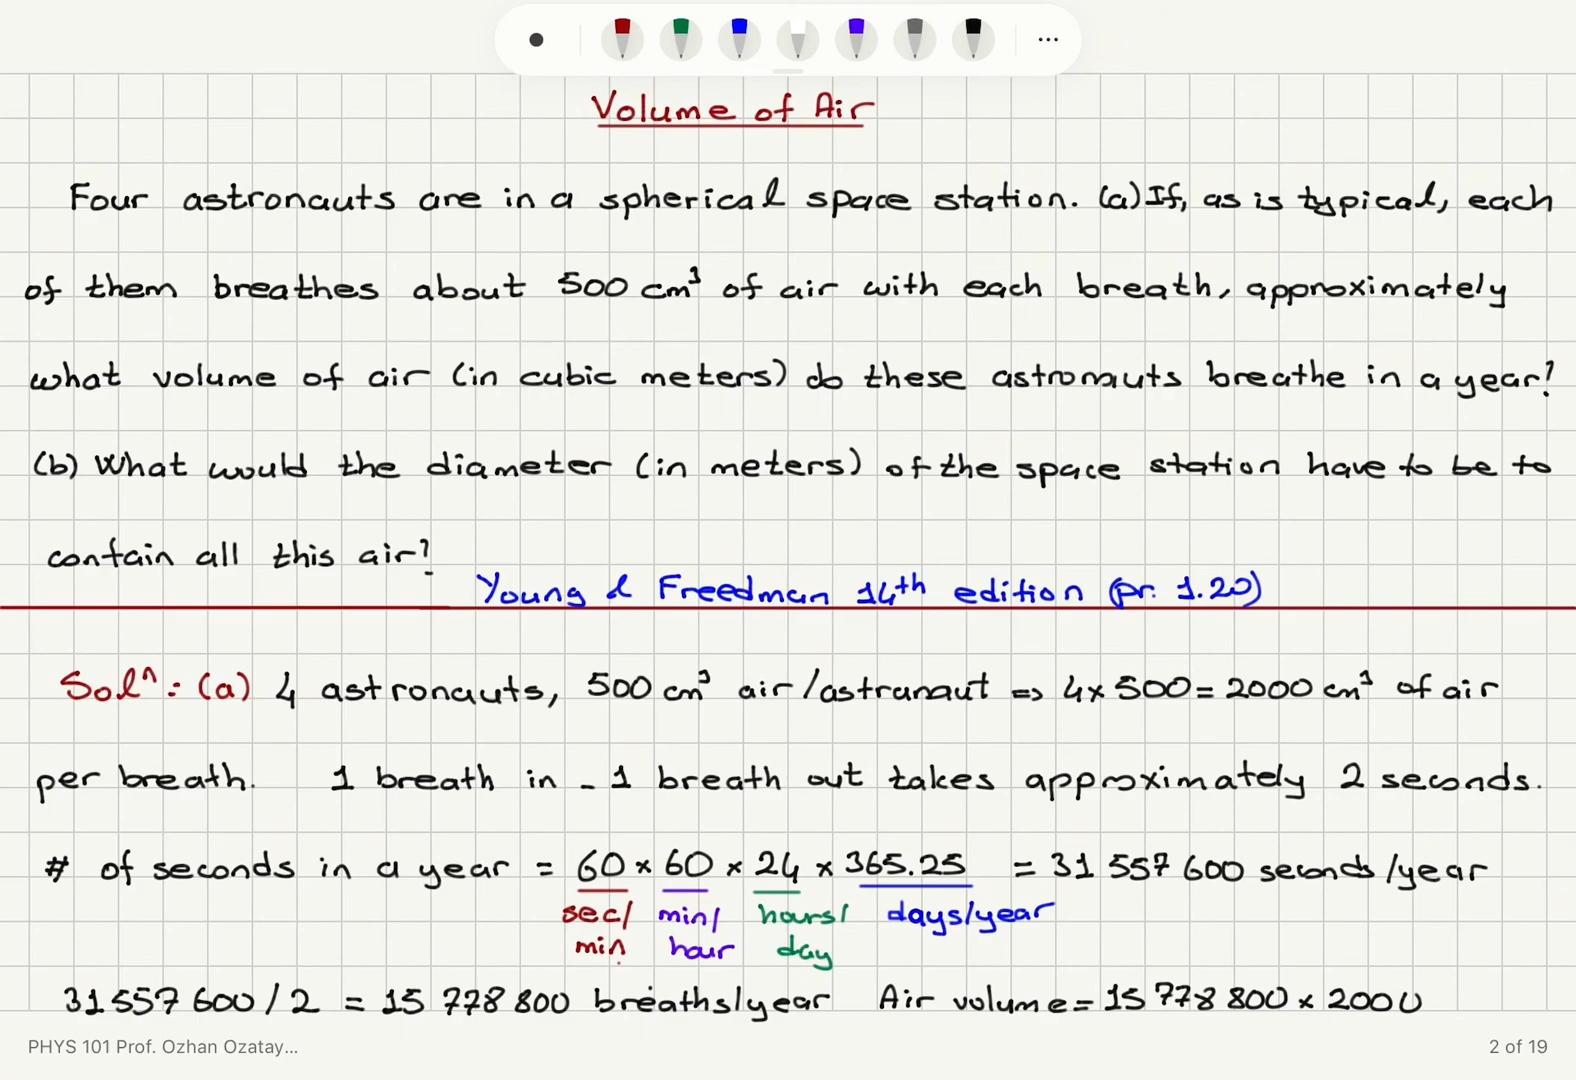 Volume of Air
Four astronauts are in a spherical space station. (a) If, as is typical, each
of them breathes about 500 cm³ of air with each breath, approximately
what volume of air (in cubic meters) do these astronauts breathe in a year?
(b) What would the diameter (in meters) of the space station have to be to
contain all this air?
Young & Freedman 14th edition (pr. 1.20)
Solⁿ: (a) 4 astronauts, 500 cm³ air/astranaut => 4x500 = 2000 cm³ of air
per breath. 1 breath in - 1 breath out takes approximately 2 seconds.
# of seconds in a year = 60 x 60 x 24 x 365.25 = 31 557 600 seconds/year
sec/ min/ hours/ days/year
min hour day
31 557 600 / 2 = 15 778 800 breaths/year Air volume = 15 778 800 x 2000
PHYS 101 Prof. Ozhan Ozatay...
2 of 19